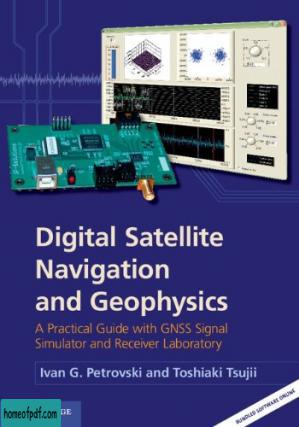 Digital Satellite
Navigation
and Geophysics
A Practical Guide with GNSS Signal
Simulator and Receiver Laboratory
Ivan G. Petrovski and Toshiaki Tsujii
homeofpdf.com
GE
BUNDLED SOFTWARE ONLINE